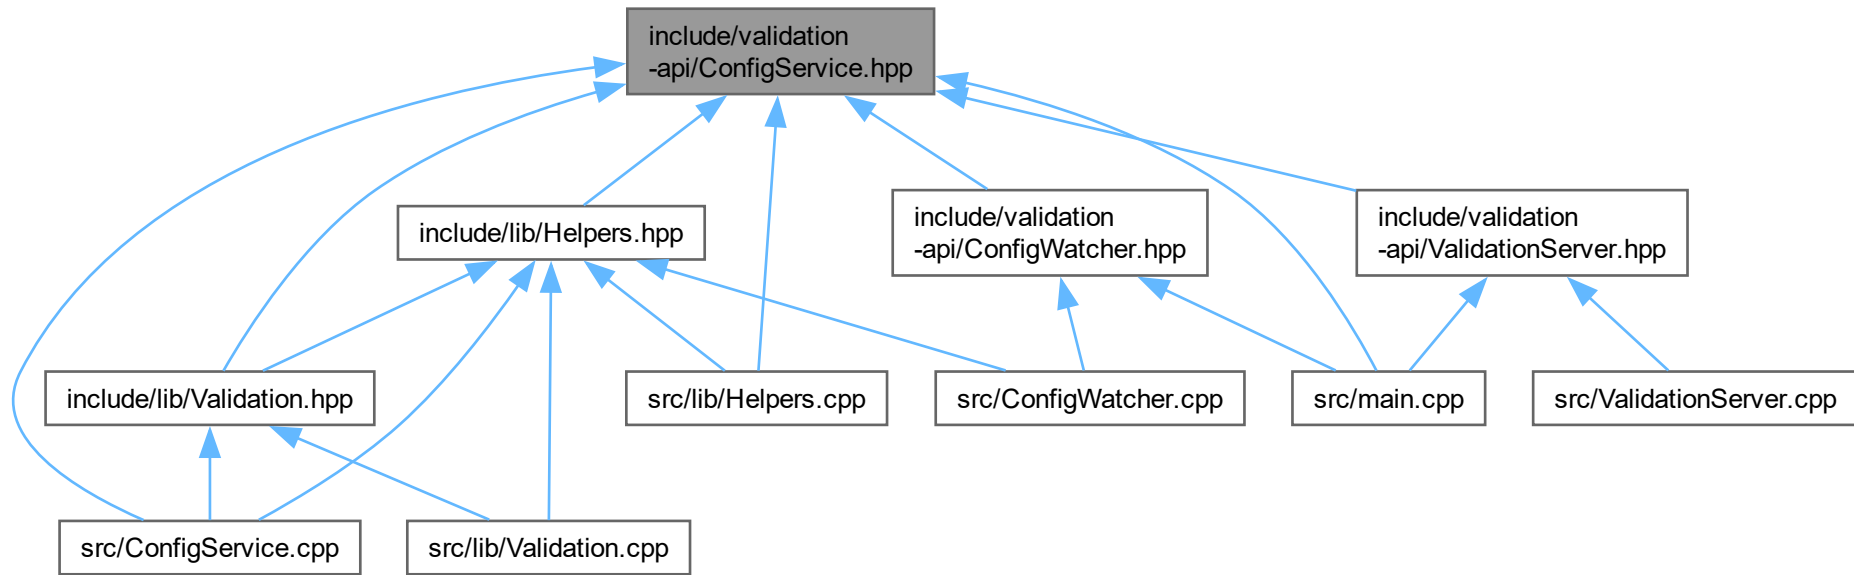 include/validation
-api/ConfigService.hpp
include/lib/Helpers.hpp
include/validation
-api/ConfigWatcher.hpp
include/validation
-api/ValidationServer.hpp
include/lib/Validation.hpp
src/lib/Helpers.cpp
src/ConfigWatcher.cpp
src/main.cpp
src/ValidationServer.cpp
src/ConfigService.cpp
src/lib/Validation.cpp